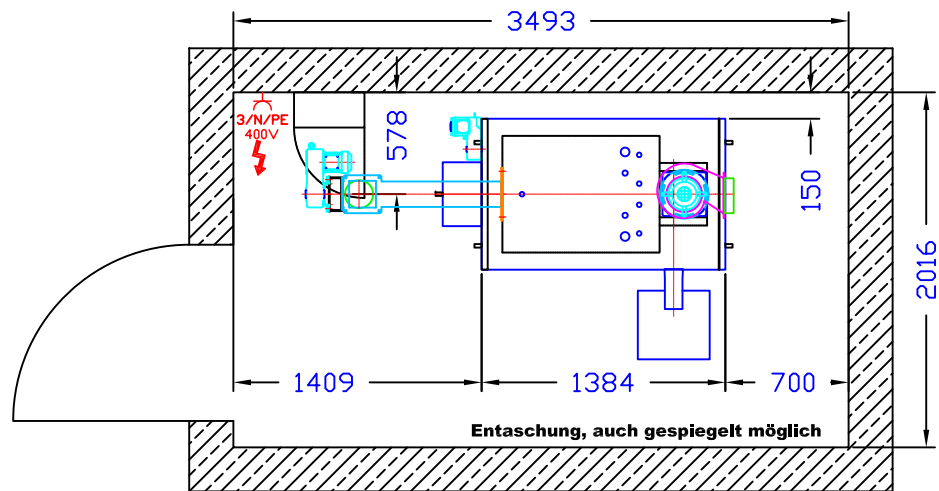 3493
3/N/PE
400V
578
150
2016
1409
1384
700
Entaschung, auch gespiegelt möglich